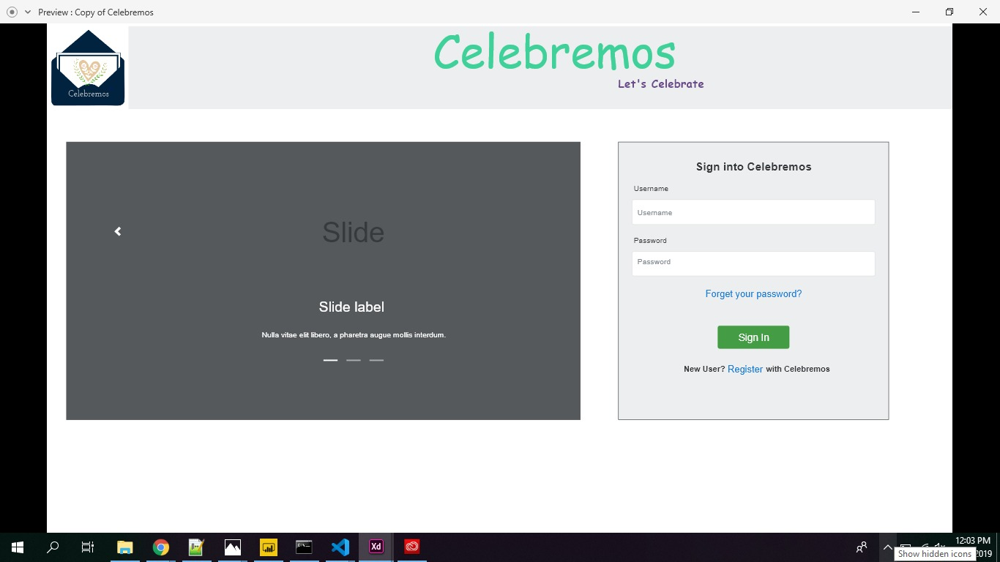 Preview : Copy of Celebremos
Celebremos
Celebremos
Let's Celebrate
Slide
Slide label
Nulla vitae elit libero, a pharetra augue mollis interdum.
Sign into Celebremos
Username
Username
Password
Password
Forget your password?
Sign In
New User? Register with Celebremos
Xd
12:03 PM
2019
Show hidden icons